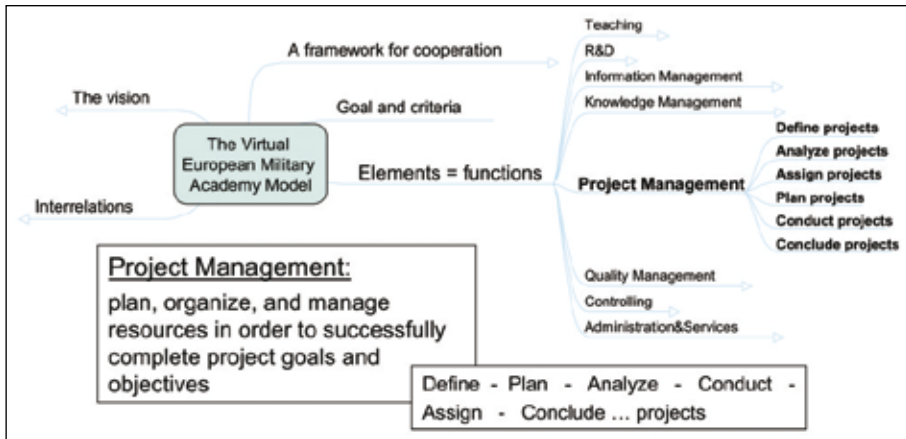 The vision
Interrelations
The Virtual
European Military
Academy Model
A framework for cooperation
Goal and criteria
Elements = functions
Teaching
R&D
Information Management
Knowledge Management
Project Management
Define projects
Analyze projects
Assign projects
Plan projects
Conduct projects
Conclude projects
Quality Management
Controlling
Administration&Services
Project Management:
plan, organize, and manage
resources in order to successfully
complete project goals and
objectives
Define - Plan - Analyze - Conduct -
Assign - Conclude ... projects